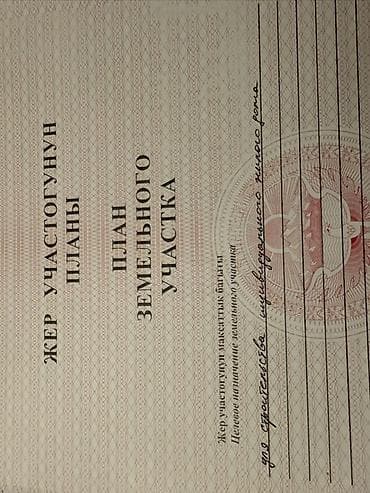 ЖЕР УЧАСТОГУНУН
ПЛАНЫ
ПЛАН
ЗЕМЕЛЬНОГО
УЧАСТКА
Жер участогунун максаттык багыты
Целевое назначение земельного участка
для строительства индивидуального жилого дома